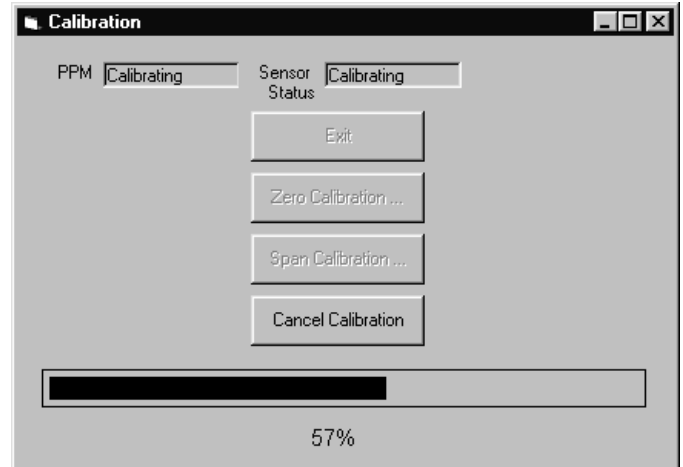 Calibration
PPM Calibrating Sensor Status Calibrating
Exit
Zero Calibration ...
Span Calibration ...
Cancel Calibration
57%